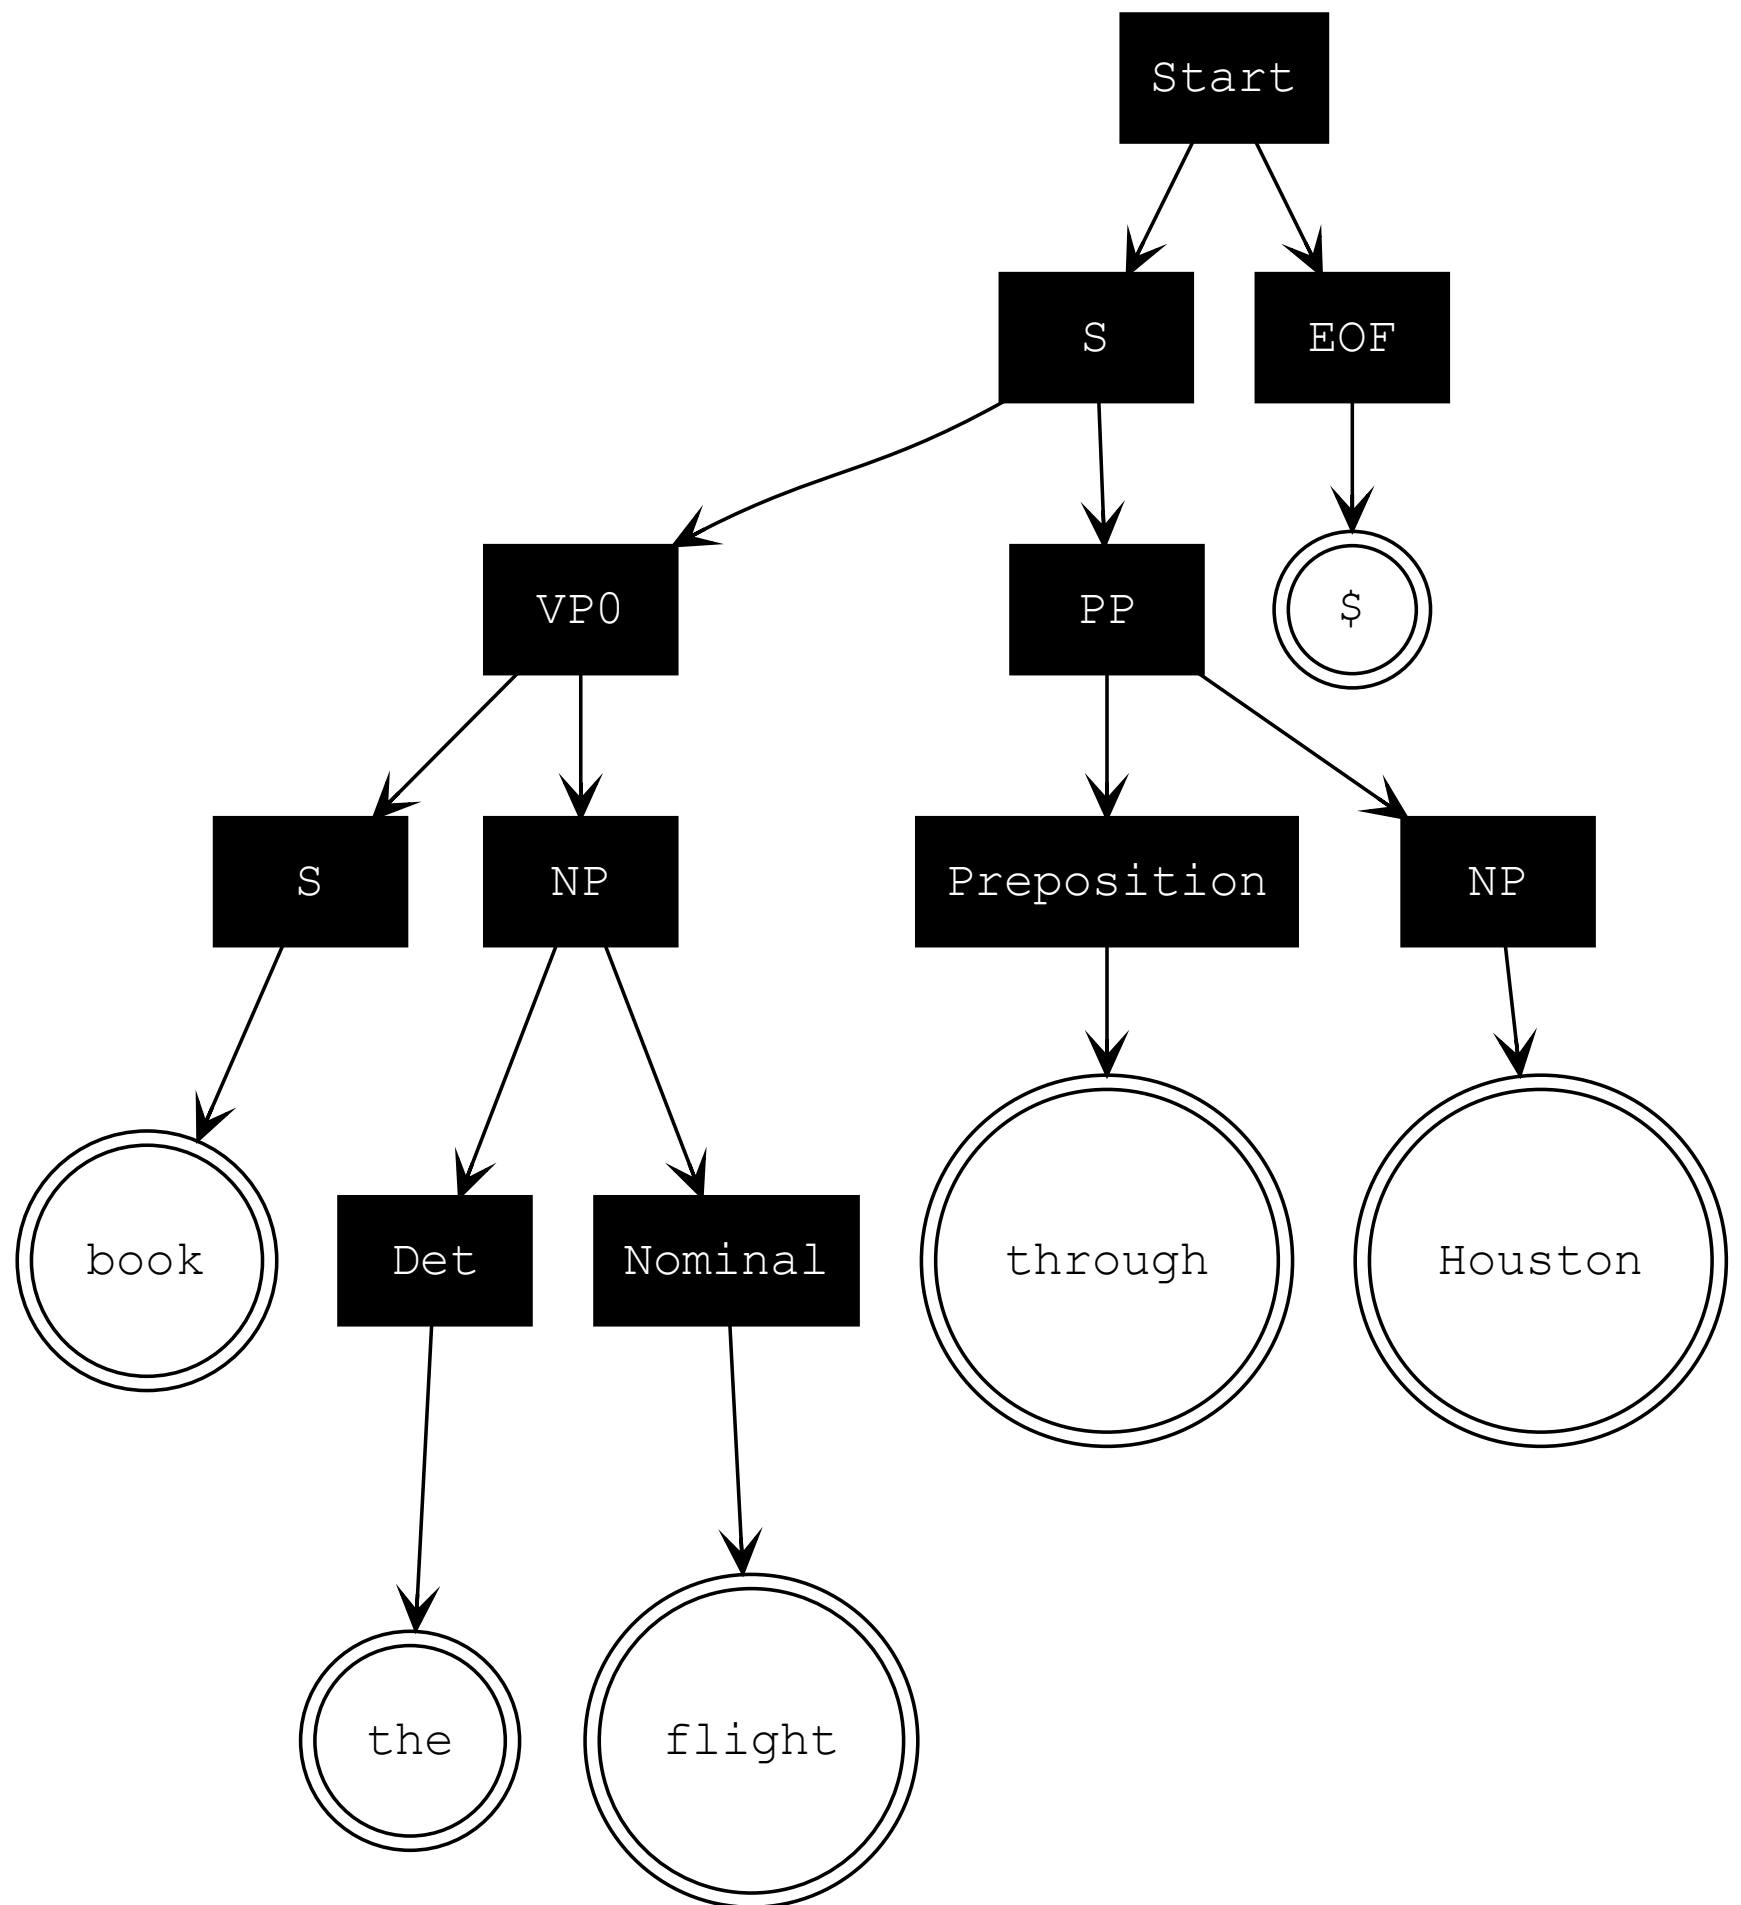 Start
S
EOF
VP0
PP
$
S
NP
Preposition
NP
book
Det
Nominal
through
Houston
the
flight